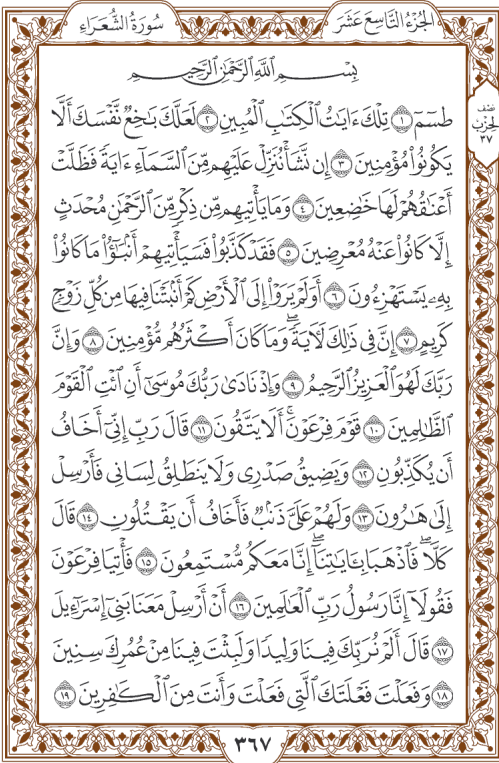 الجُزْءُ التَّاسِعَ عَشَرَ
سُورَةُ الشُّعَرَاءِ
نصف
الحزب
٣٧
بِسْمِ اللَّهِ الرَّحْمَٰنِ الرَّحِيمِ
طسٓمٓ ١ تِلْكَ ءَايَٰتُ ٱلْكِتَٰبِ ٱلْمُبِينِ ٢ لَعَلَّكَ بَٰخِعٌ نَّفْسَكَ أَلَّا
يَكُونُوا۟ مُؤْمِنِينَ ٣ إِن نَّشَأْ نُنَزِّلْ عَلَيْهِم مِّنَ ٱلسَّمَآءِ ءَايَةً فَظَلَّتْ
أَعْنَٰقُهُمْ لَهَا خَٰضِعِينَ ٤ وَمَا يَأْتِيهِم مِّن ذِكْرٍ مِّنَ ٱلرَّحْمَٰنِ مُحْدَثٍ
إِلَّا كَانُوا۟ عَنْهُ مُعْرِضِينَ ٥ فَقَدْ كَذَّبُوا۟ فَسَيَأْتِيهِمْ أَنۢبَٰٓؤُا۟ مَا كَانُوا۟
بِهِۦ يَسْتَهْزِءُونَ ٦ أَوَلَمْ يَرَوْا۟ إِلَى ٱلْأَرْضِ كَمْ أَنۢبَتْنَا فِيهَا مِن كُلِّ زَوْجٍ
كَرِيمٍ ٧ إِنَّ فِى ذَٰلِكَ لَءَايَةً ۖ وَمَا كَانَ أَكْثَرُهُم مُّؤْمِنِينَ ٨ وَإِنَّ
رَبَّكَ لَهُوَ ٱلْعَزِيزُ ٱلرَّحِيمُ ٩ وَإِذْ نَادَىٰ رَبُّكَ مُوسَىٰٓ أَنِ ٱئْتِ ٱلْقَوْمَ
ٱلظَّٰلِمِينَ ١٠ قَوْمَ فِرْعَوْنَ ۚ أَلَا يَتَّقُونَ ١١ قَالَ رَبِّ إِنِّىٓ أَخَافُ
أَن يُكَذِّبُونِ ١٢ وَيَضِيقُ صَدْرِى وَلَا يَنطَلِقُ لِسَانِى فَأَرْسِلْ
إِلَىٰ هَٰرُونَ ١٣ وَلَهُمْ عَلَىَّ ذَنۢبٌ فَأَخَافُ أَن يَقْتُلُونِ ١٤ قَالَ
كَلَّا ۖ فَٱذْهَبَا بِـَٔايَٰتِنَآ ۖ إِنَّا مَعَكُم مُّسْتَمِعُونَ ١٥ فَأْتِيَا فِرْعَوْنَ
فَقُولَآ إِنَّا رَسُولُ رَبِّ ٱلْعَٰلَمِينَ ١٦ أَنْ أَرْسِلْ مَعَنَا بَنِىٓ إِسْرَٰٓءِيلَ
١٧ قَالَ أَلَمْ نُرَبِّكَ فِينَا وَلِيدًا وَلَبِثْتَ فِينَا مِنْ عُمُرِكَ سِنِينَ
١٨ وَفَعَلْتَ فَعْلَتَكَ ٱلَّتِى فَعَلْتَ وَأَنتَ مِنَ ٱلْكَٰفِرِينَ ١٩
٣٦٧